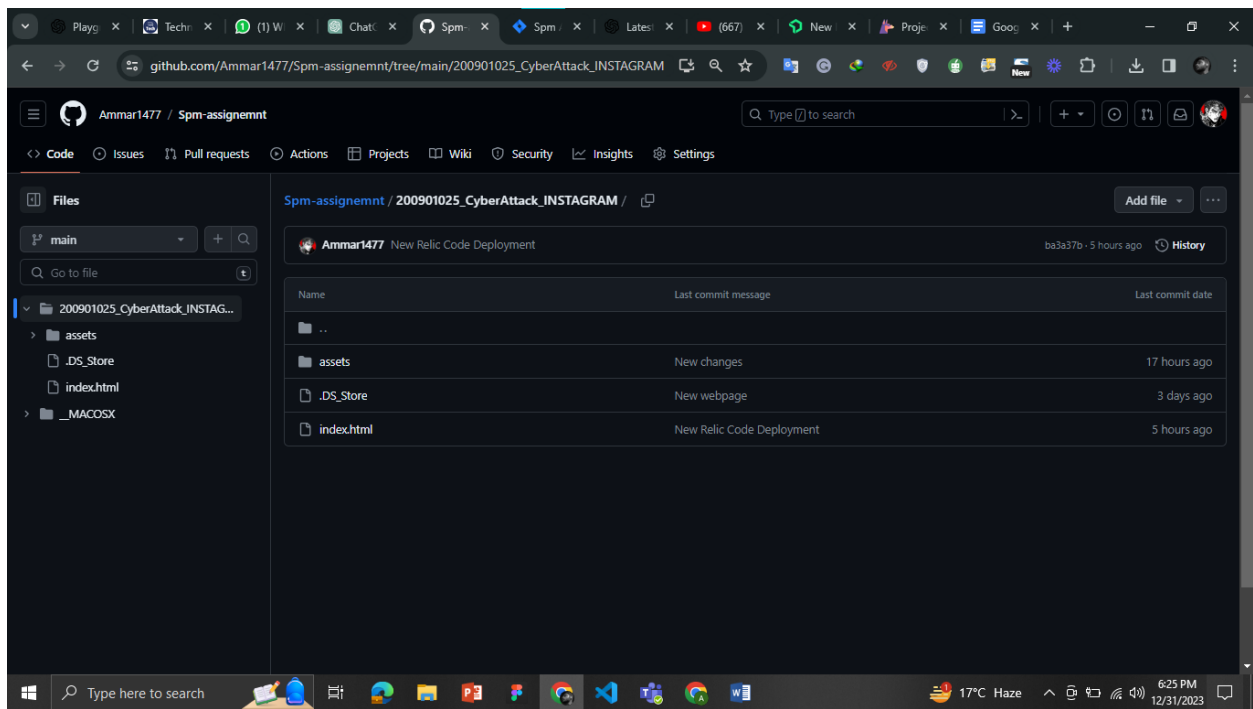 Playg
Techn
(1) Wi
ChatG
Spm-
Spm
Lates
(667)
New
Proje
Goog
github.com/Ammar1477/Spm-assignemnt/tree/main/200901025_CyberAttack_INSTAGRAM
New
Ammar1477 / Spm-assignemnt
Type / to search
Code Issues Pull requests Actions Projects Wiki Security Insights Settings
Files
main
Go to file t
200901025_CyberAttack_INSTAG...
assets
.DS_Store
index.html
__MACOSX
Spm-assignemnt / 200901025_CyberAttack_INSTAGRAM /
Add file
Ammar1477 New Relic Code Deployment ba3a37b · 5 hours ago History
Name Last commit message Last commit date
..
assets New changes 17 hours ago
.DS_Store New webpage 3 days ago
index.html New Relic Code Deployment 5 hours ago
Type here to search
17°C Haze
6:25 PM
12/31/2023